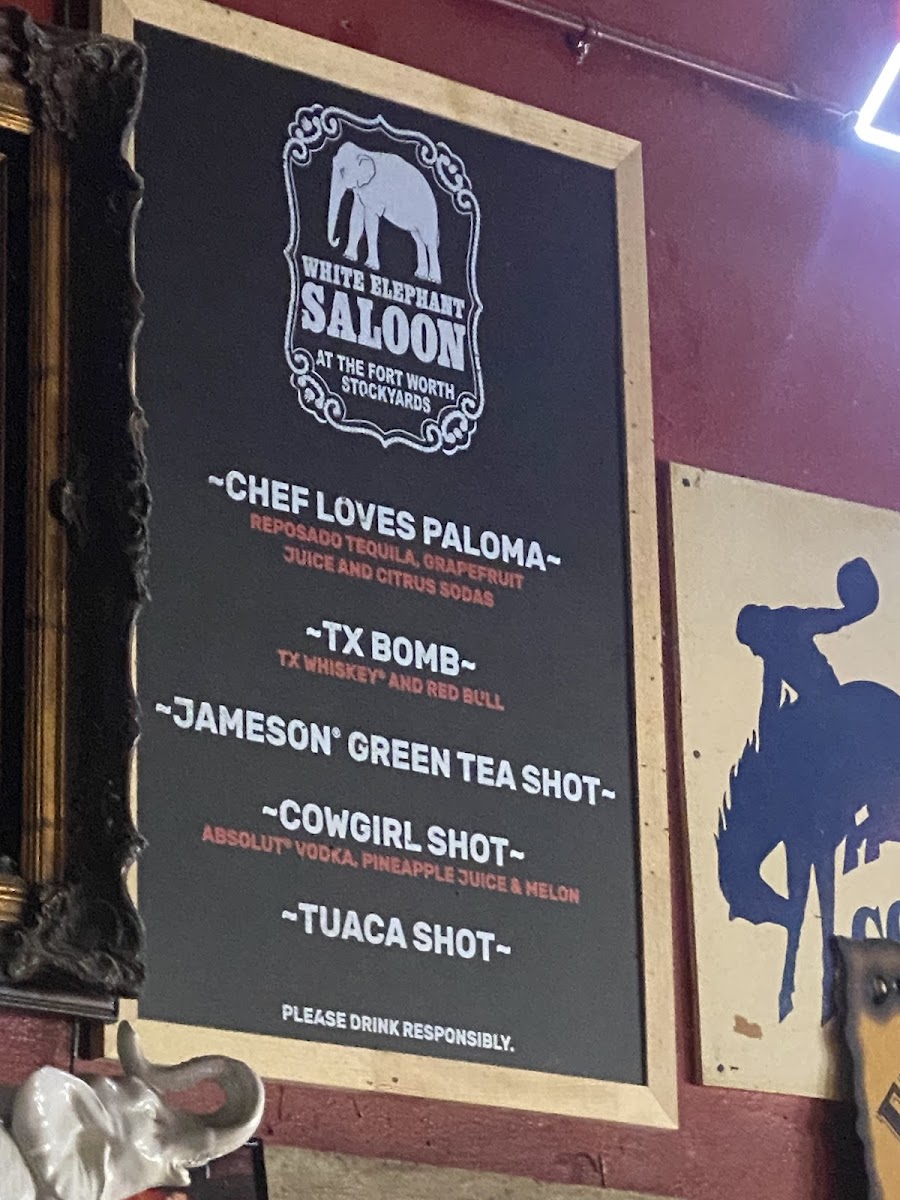 WHITE ELEPHANT
SALOON
AT THE FORT WORTH
STOCKYARDS
~CHEF LOVES PALOMA~
REPOSADO TEQUILA, GRAPEFRUIT
JUICE AND CITRUS SODAS
~TX BOMB~
TX WHISKEY® AND RED BULL
~JAMESON® GREEN TEA SHOT~
~COWGIRL SHOT~
ABSOLUT® VODKA, PINEAPPLE JUICE & MELON
~TUACA SHOT~
PLEASE DRINK RESPONSIBLY.